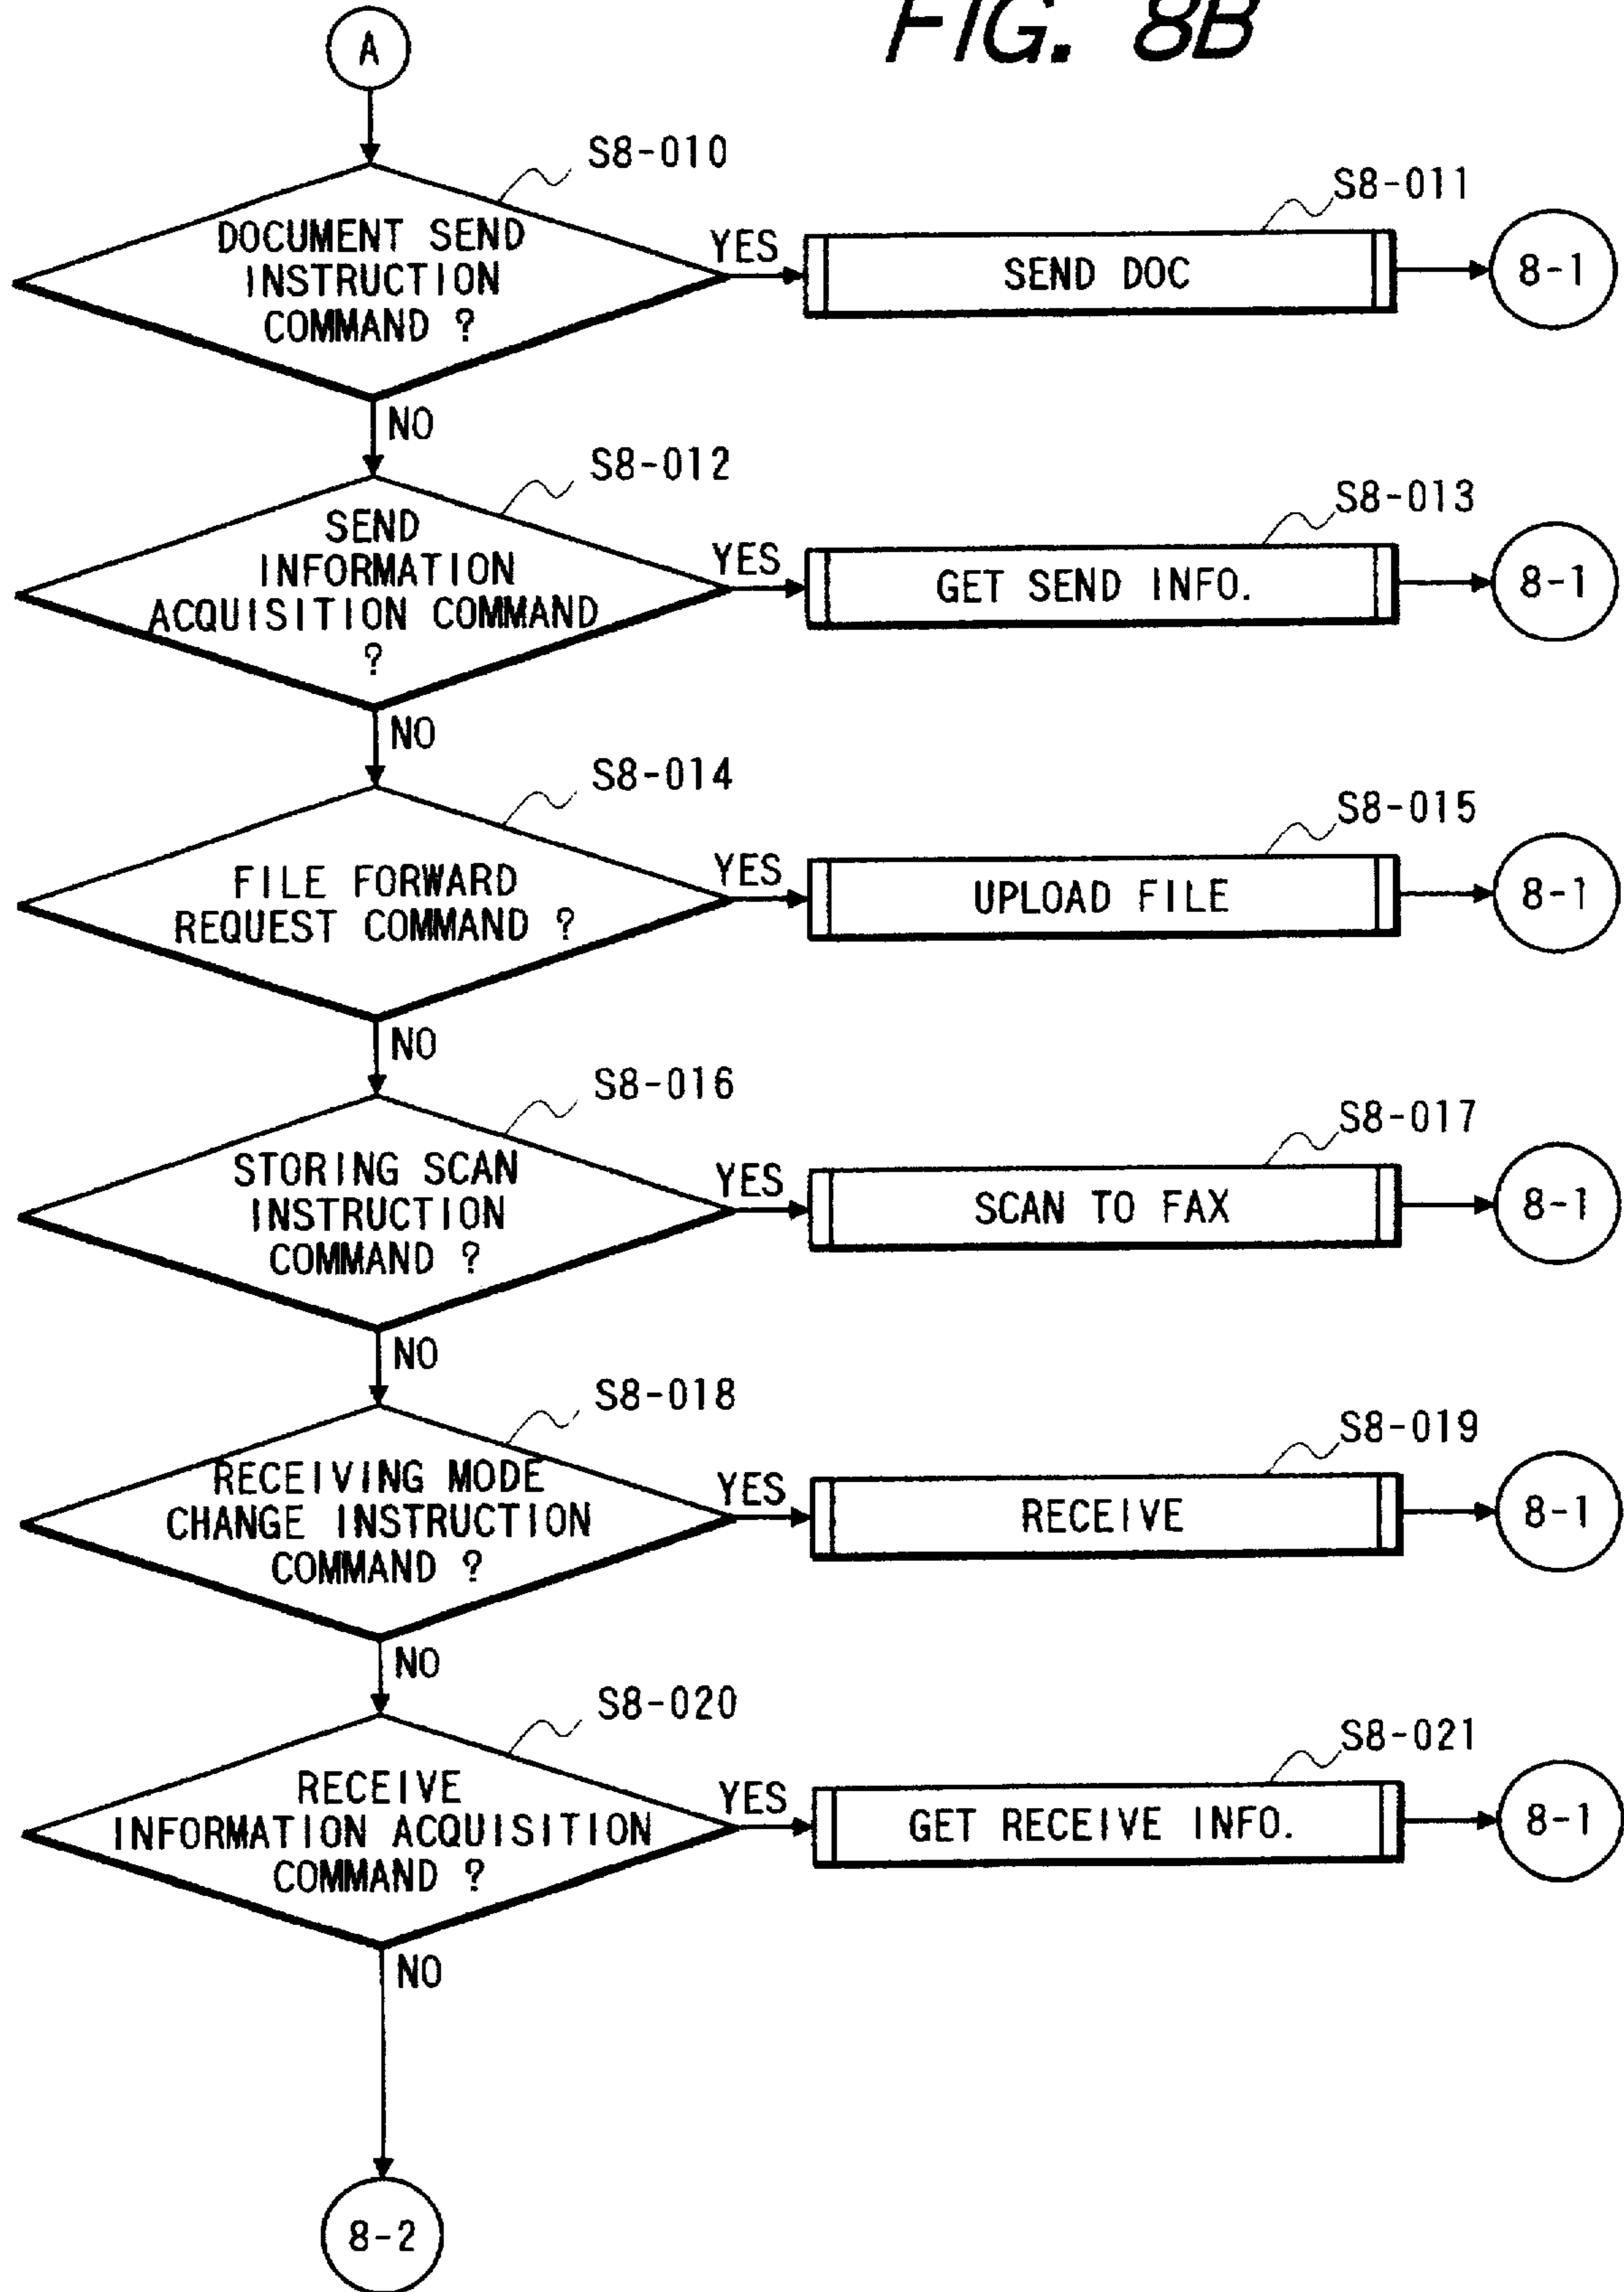 FIG. 8B
A
S8-010
DOCUMENT SEND
INSTRUCTION
COMMAND ?
YES
S8-011
SEND DOC
8-1
NO
S8-012
SEND
INFORMATION
ACQUISITION COMMAND
?
YES
S8-013
GET SEND INFO.
8-1
NO
S8-014
FILE FORWARD
REQUEST COMMAND ?
YES
S8-015
UPLOAD FILE
8-1
NO
S8-016
STORING SCAN
INSTRUCTION
COMMAND ?
YES
S8-017
SCAN TO FAX
8-1
NO
S8-018
RECEIVING MODE
CHANGE INSTRUCTION
COMMAND ?
YES
S8-019
RECEIVE
8-1
NO
S8-020
RECEIVE
INFORMATION ACQUISITION
COMMAND ?
YES
S8-021
GET RECEIVE INFO.
8-1
NO
8-2